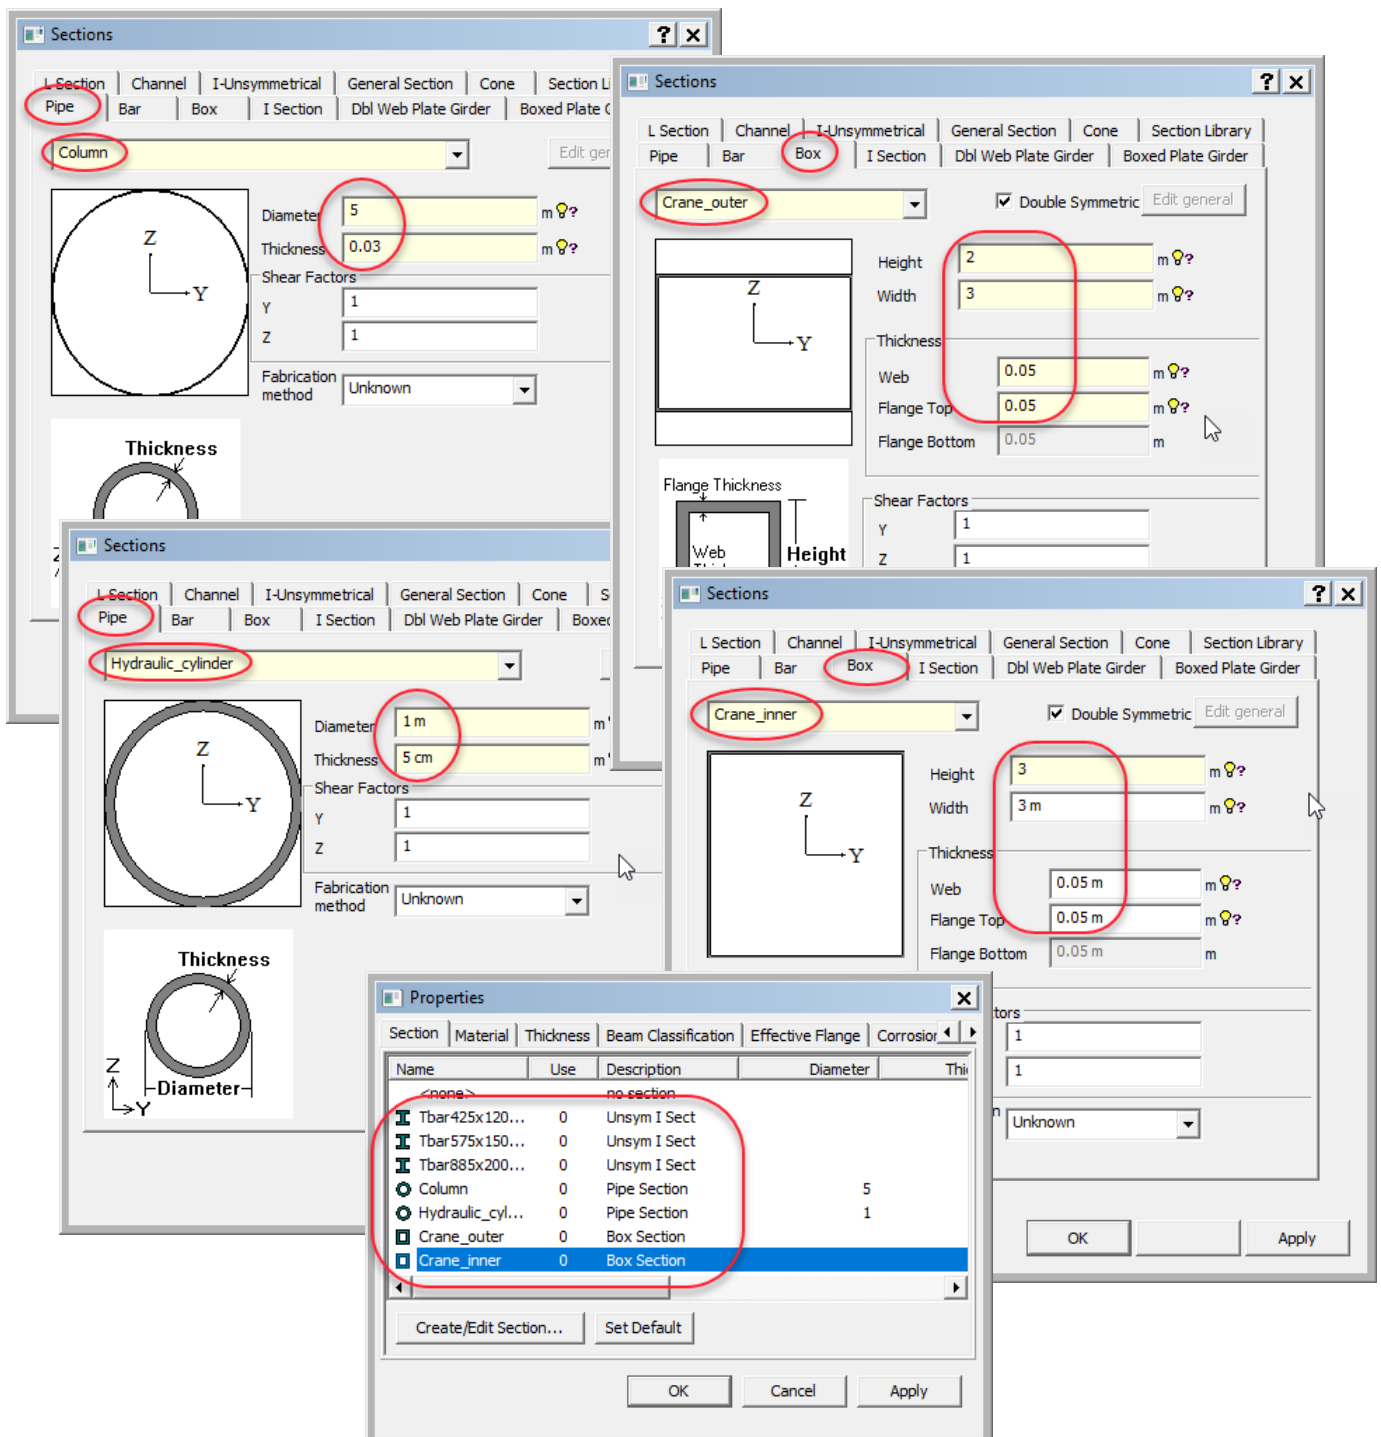 Sections
L Section Channel I-Unsymmetrical General Section Cone Section Li
Pipe Bar Box I Section Dbl Web Plate Girder Boxed Plate G
Column Edit ger
Diameter 5 m ?
Thickness 0.03 m ?
Shear Factors
Y 1
Z 1
Fabrication
method Unknown
Z
Y
Thickness
Sections
L Section Channel I-Unsymmetrical General Section Cone Section Library
Pipe Bar Box I Section Dbl Web Plate Girder Boxed Plate Girder
Crane_outer Double Symmetric Edit general
Height 2 m ?
Width 3 m ?
Thickness
Web 0.05 m ?
Flange Top 0.05 m ?
Flange Bottom 0.05 m
Shear Factors
Y 1
Z 1
Z
Y
Flange Thickness
Web
Height
Sections
L Section Channel I-Unsymmetrical General Section Cone S
Pipe Bar Box I Section Dbl Web Plate Girder Boxed
Hydraulic_cylinder
Diameter 1 m m
Thickness 5 cm m
Shear Factors
Y 1
Z 1
Fabrication
method Unknown
Z
Y
Thickness
Z
Y
Diameter
Sections
L Section Channel I-Unsymmetrical General Section Cone Section Library
Pipe Bar Box I Section Dbl Web Plate Girder Boxed Plate Girder
Crane_inner Double Symmetric Edit general
Height 3 m ?
Width 3 m m ?
Thickness
Web 0.05 m m ?
Flange Top 0.05 m m ?
Flange Bottom 0.05 m m
tors
1
1
n Unknown
Z
Y
OK Apply
Properties
Section Material Thickness Beam Classification Effective Flange Corrosion
Name Use Description Diameter Thi
<none> no section
Tbar425x120... 0 Unsym I Sect
Tbar575x150... 0 Unsym I Sect
Tbar885x200... 0 Unsym I Sect
Column 0 Pipe Section 5
Hydraulic_cyl... 0 Pipe Section 1
Crane_outer 0 Box Section
Crane_inner 0 Box Section
Create/Edit Section... Set Default
OK Cancel Apply